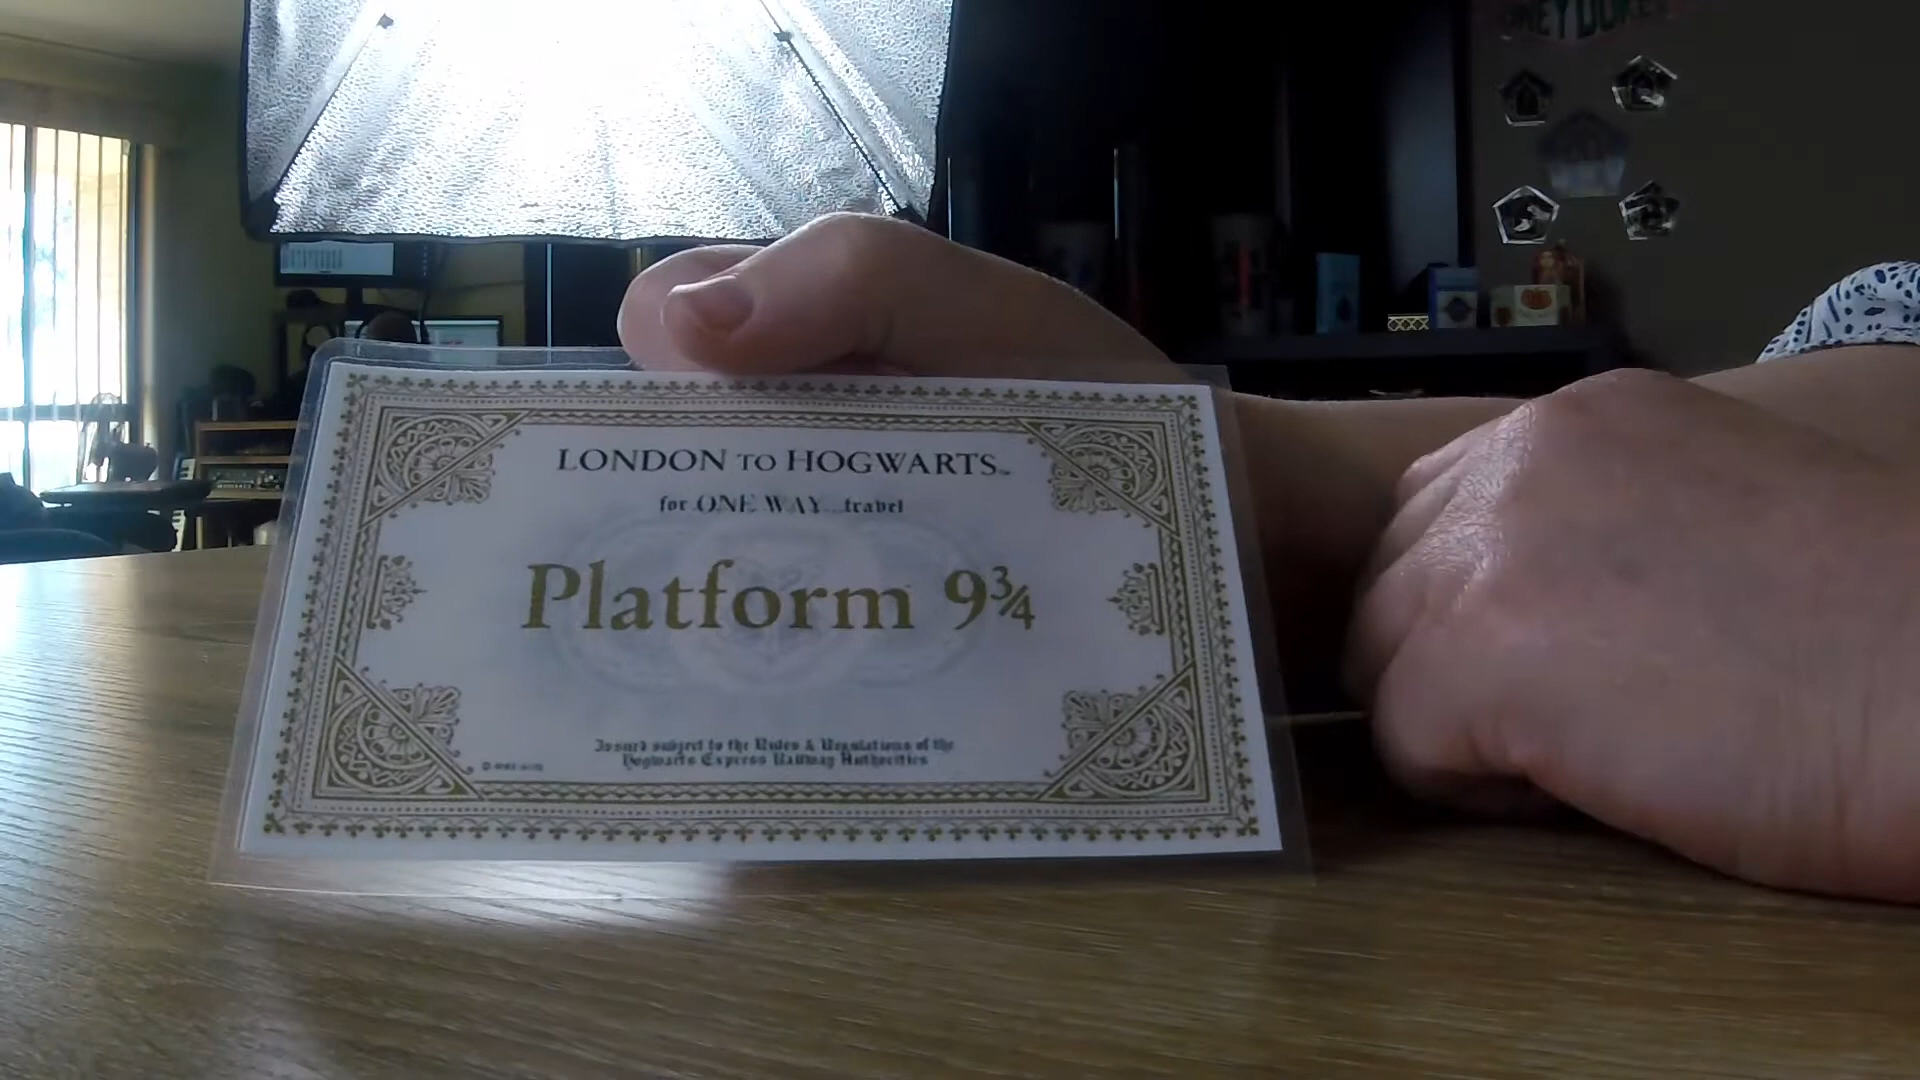 LONDON TO HOGWARTS™
for ONE WAY...travel
Platform 9¾
Issued subject to the Rules & Regulations of the
Hogwarts Express Railway Authorities